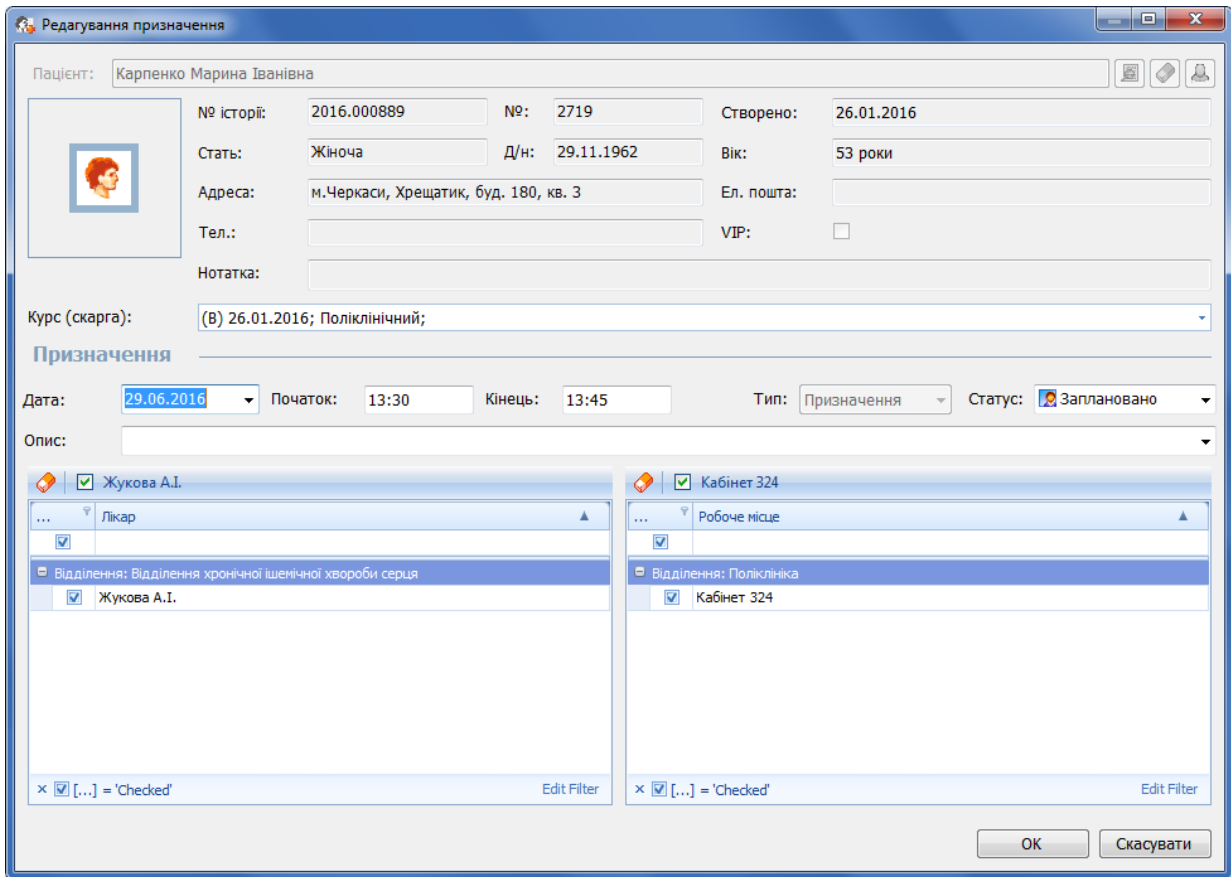 Редагування призначення
Пацієнт: Карпенко Марина Іванівна
№ історії: 2016.000889 №: 2719 Створено: 26.01.2016
Стать: Жіноча Д/н: 29.11.1962 Вік: 53 роки
Адреса: м.Черкаси, Хрещатик, буд. 180, кв. 3 Ел. пошта:
Тел.: VIP:
Нотатка:
Курс (скарга): (В) 26.01.2016; Поліклінічний;
Призначення
Дата: 29.06.2016 Початок: 13:30 Кінець: 13:45 Тип: Призначення Статус: Заплановано
Опис:
Жукова А.І. Кабінет 324
... Лікар ... Робоче місце
Відділення: Відділення хронічної ішемічної хвороби серця Відділення: Поліклініка
Жукова А.І. Кабінет 324
[...] = 'Checked' Edit Filter [...] = 'Checked' Edit Filter
OK Скасувати